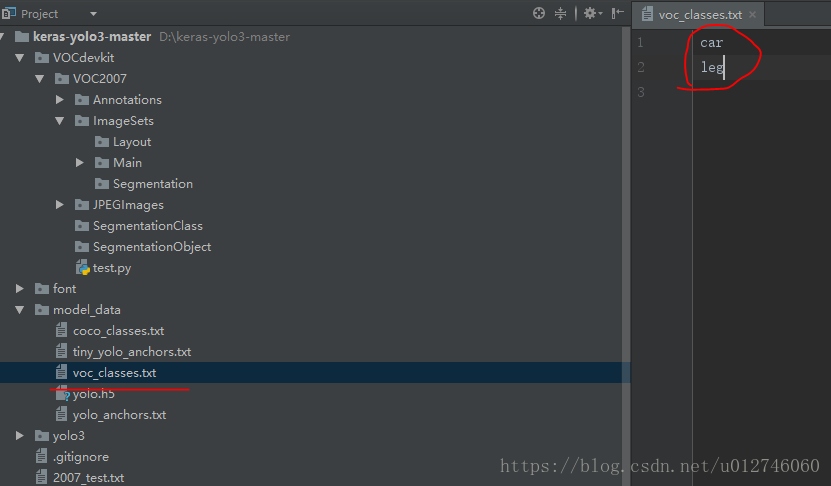 Project
voc_classes.txt
keras-yolo3-master D:\keras-yolo3-master
VOCdevkit
VOC2007
Annotations
ImageSets
Layout
Main
Segmentation
JPEGImages
SegmentationClass
SegmentationObject
test.py
font
model_data
coco_classes.txt
tiny_yolo_anchors.txt
voc_classes.txt
yolo.h5
yolo_anchors.txt
yolo3
.gitignore
2007_test.txt
1 car
2 leg
3
https://blog.csdn.net/u012746060